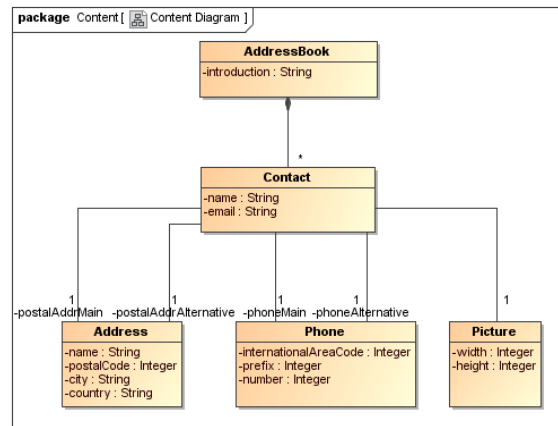 package Content [ Content Diagram ]
AddressBook
-introduction : String
*
Contact
-name : String
-email : String
1 1 1 1 1
-postalAddrMain -postalAddrAlternative -phoneMain -phoneAlternative
Address
-name : String
-postalCode : Integer
-city : String
-country : String
Phone
-internationalAreaCode : Integer
-prefix : Integer
-number : Integer
Picture
-width : Integer
-height : Integer